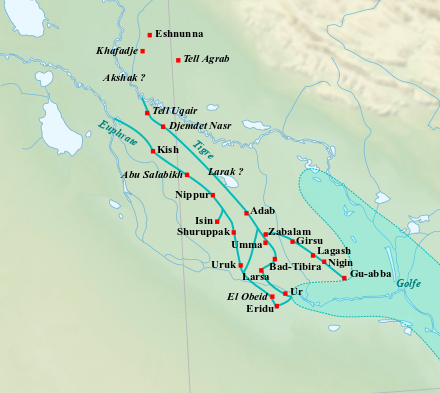 Eshnunna
Khafadje
Tell Agrab
Akshak ?
Tell Uqair
Djemdet Nasr
Euphrate
Tigre
Kish
Larak ?
Abu Salabikh
Nippur
Adab
Isin
Shuruppak
Zabalam
Umma
Girsu
Lagash
Uruk
Bad-Tibira
Nigin
Larsa
Gu-abba
Golfe
El Obeid
Ur
Eridu